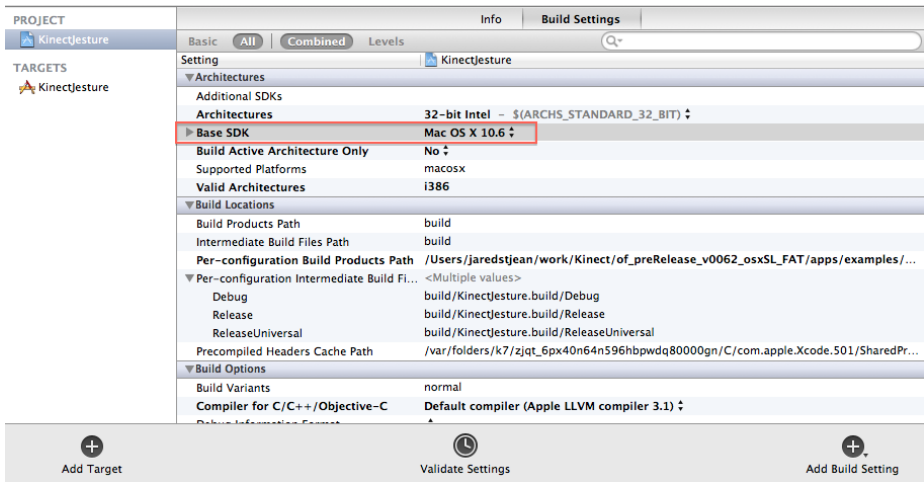 PROJECT
KinectJesture
TARGETS
KinectJesture
Info Build Settings
Basic All Combined Levels
Setting KinectJesture
Architectures
Additional SDKs
Architectures 32-bit Intel – $(ARCHS_STANDARD_32_BIT)
Base SDK Mac OS X 10.6
Build Active Architecture Only No
Supported Platforms macosx
Valid Architectures i386
Build Locations
Build Products Path build
Intermediate Build Files Path build
Per-configuration Build Products Path /Users/jaredstjean/work/Kinect/of_preRelease_v0062_osxSL_FAT/apps/examples/...
Per-configuration Intermediate Build Fi... <Multiple values>
Debug build/KinectJesture.build/Debug
Release build/KinectJesture.build/Release
ReleaseUniversal build/KinectJesture.build/ReleaseUniversal
Precompiled Headers Cache Path /var/folders/k7/zjqt_6px40n64n596hbpwdq80000gn/C/com.apple.Xcode.501/SharedPr...
Build Options
Build Variants normal
Compiler for C/C++/Objective-C Default compiler (Apple LLVM compiler 3.1)
Debug Information Format
Add Target Validate Settings Add Build Setting